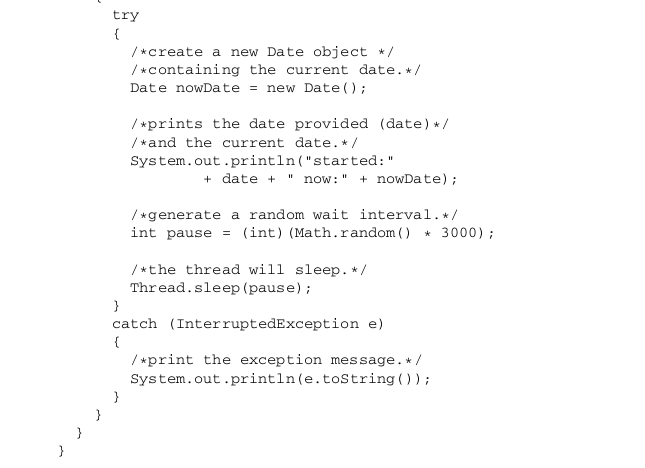 {
try
{
/*create a new Date object */
/*containing the current date.*/
Date nowDate = new Date();
/*prints the date provided (date)*/
/*and the current date.*/
System.out.println("started:"
+ date + " now:" + nowDate);
/*generate a random wait interval.*/
int pause = (int)(Math.random() * 3000);
/*the thread will sleep.*/
Thread.sleep(pause);
}
catch (InterruptedException e)
{
/*print the exception message.*/
System.out.println(e.toString());
}
}
}
}